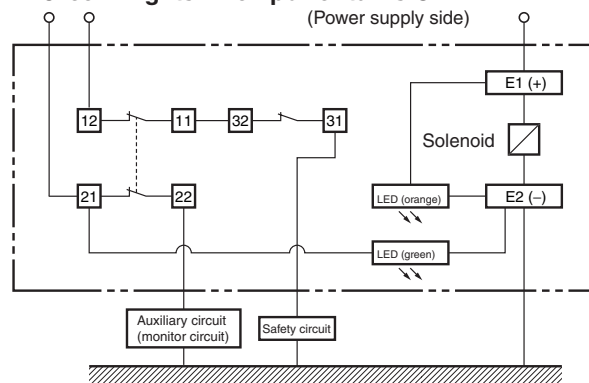 (Power supply side)
E1 (+)
12
11
32
31
Solenoid
21
22
LED (orange)
E2 (–)
LED (green)
Auxiliary circuit
(monitor circuit)
Safety circuit